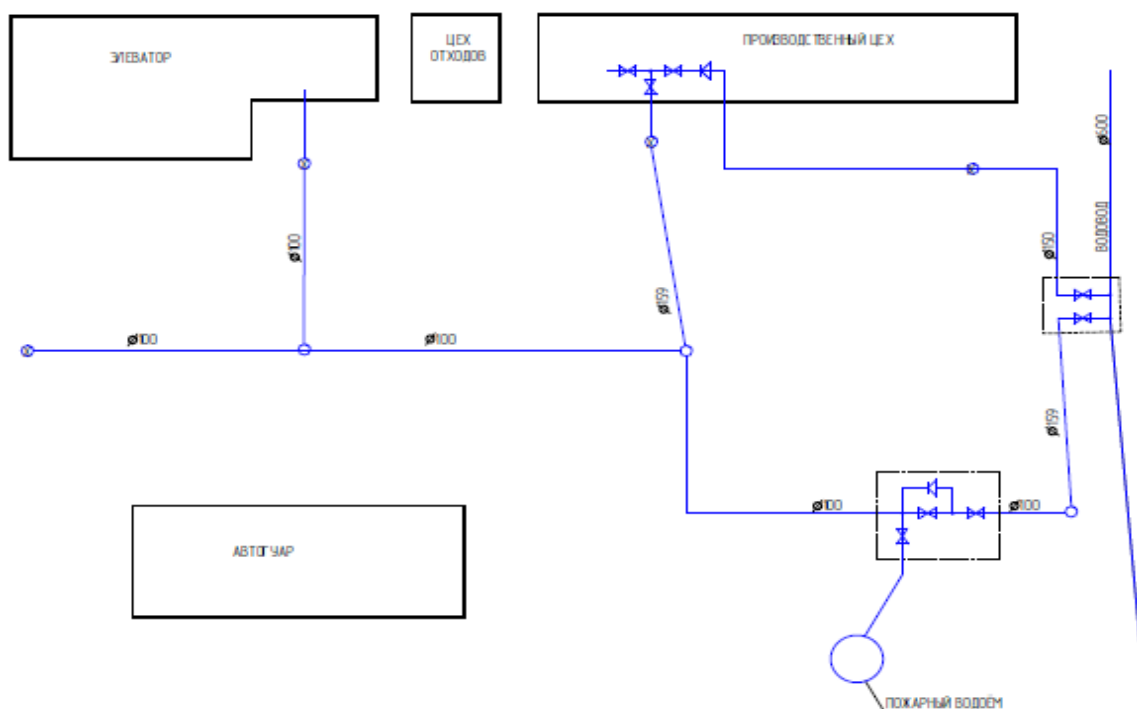 ЭЛЕВАТОР
ЦЕХ
ОТХОДОВ
ПРОИЗВОДСТВЕННЫЙ ЦЕХ
ø600
ВОДОВОД
ø100
ø150
ø159
ø100
ø100
ø159
ø100
ø100
АВТОГУАР
ПОЖАРНЫЙ ВОДОЁМ